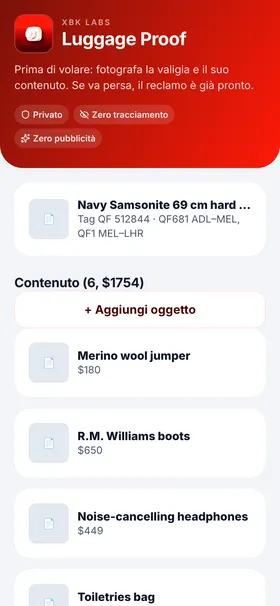 XBK LABS
Luggage Proof
Prima di volare: fotografa la valigia e il suo
contenuto. Se va persa, il reclamo è già pronto.
Privato
Zero tracciamento
Zero pubblicità
Navy Samsonite 69 cm hard ...
Tag QF 512844 · QF681 ADL–MEL,
QF1 MEL–LHR
Contenuto (6, $1754)
+ Aggiungi oggetto
Merino wool jumper
$180
R.M. Williams boots
$650
Noise-cancelling headphones
$449
Toiletries bag